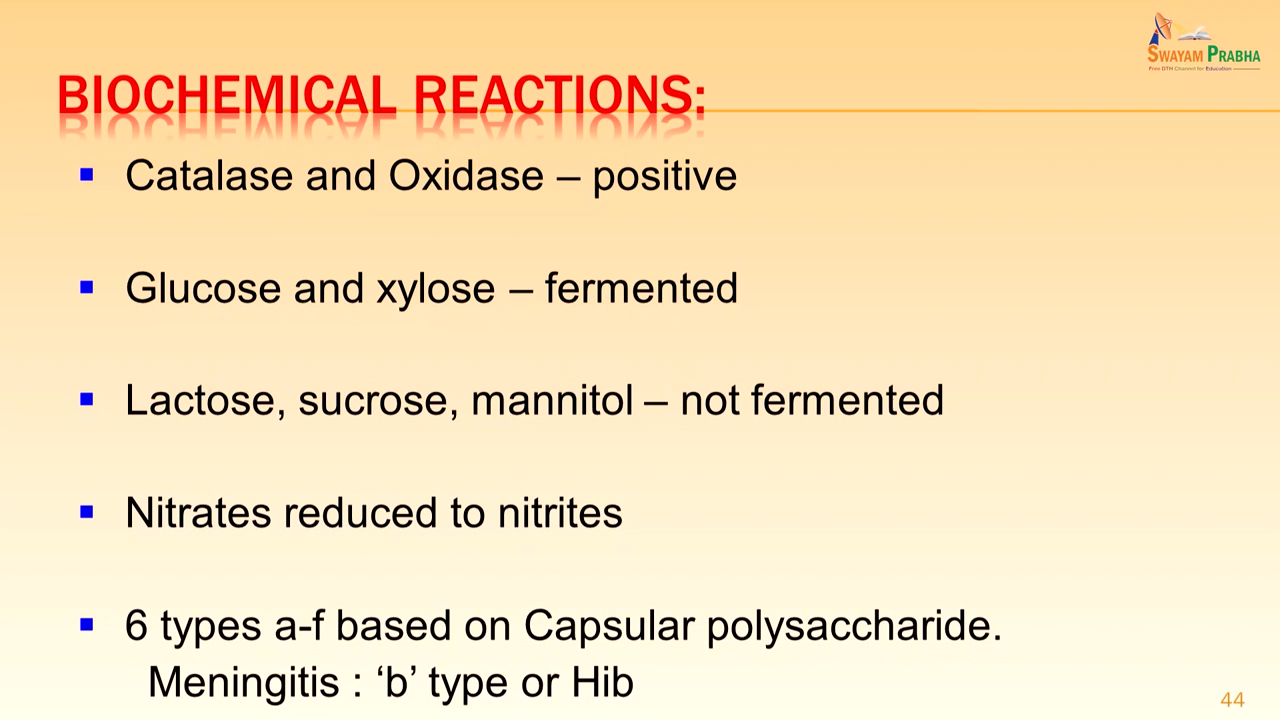 SWAYAM PRABHA
Free DTH Channel for Education
BIOCHEMICAL REACTIONS:
▪ Catalase and Oxidase – positive
▪ Glucose and xylose – fermented
▪ Lactose, sucrose, mannitol – not fermented
▪ Nitrates reduced to nitrites
▪ 6 types a-f based on Capsular polysaccharide.
Meningitis : ‘b’ type or Hib
44